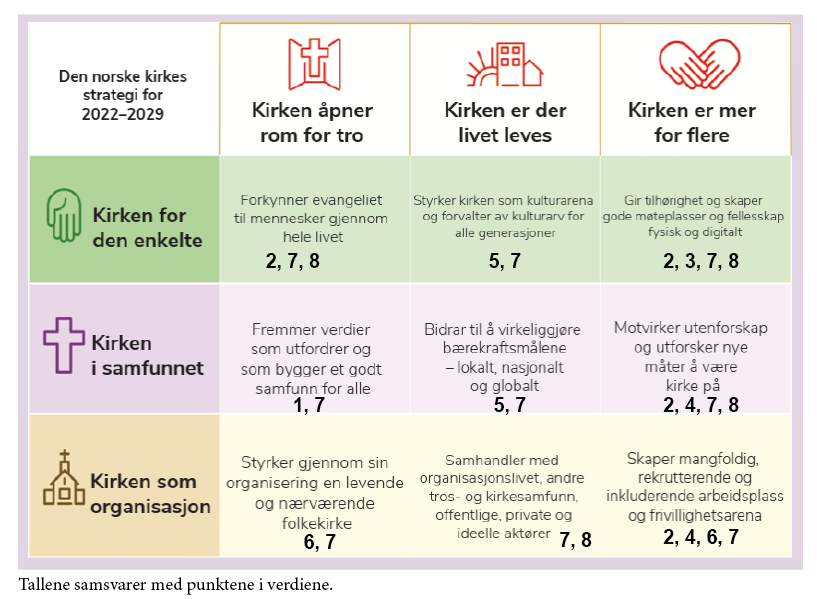 Den norske kirkes
strategi for
2022–2029
Kirken åpner
rom for tro
Kirken er der
livet leves
Kirken er mer
for flere
Kirken for
den enkelte
Forkynner evangeliet
til mennesker gjennom
hele livet
2, 7, 8
Styrker kirken som kulturarena
og forvalter av kulturarv for
alle generasjoner
5, 7
Gir tilhørighet og skaper
gode møteplasser og fellesskap
fysisk og digitalt
2, 3, 7, 8
Kirken
i samfunnet
Fremmer verdier
som utfordrer og
som bygger et godt
samfunn for alle
1, 7
Bidrar til å virkeliggjøre
bærekraftsmålene
– lokalt, nasjonalt
og globalt
5, 7
Motvirker utenforskap
og utforsker nye
måter å være
kirke på
2, 4, 7, 8
Kirken som
organisasjon
Styrker gjennom sin
organisering en levende
og nærværende
folkekirke
6, 7
Samhandler med
organisasjonslivet, andre
tros- og kirkesamfunn,
offentlige, private og
ideelle aktører
7, 8
Skaper mangfoldig,
rekrutterende og
inkluderende arbeidsplass
og frivillighetsarena
2, 4, 6, 7
Tallene samsvarer med punktene i verdiene.